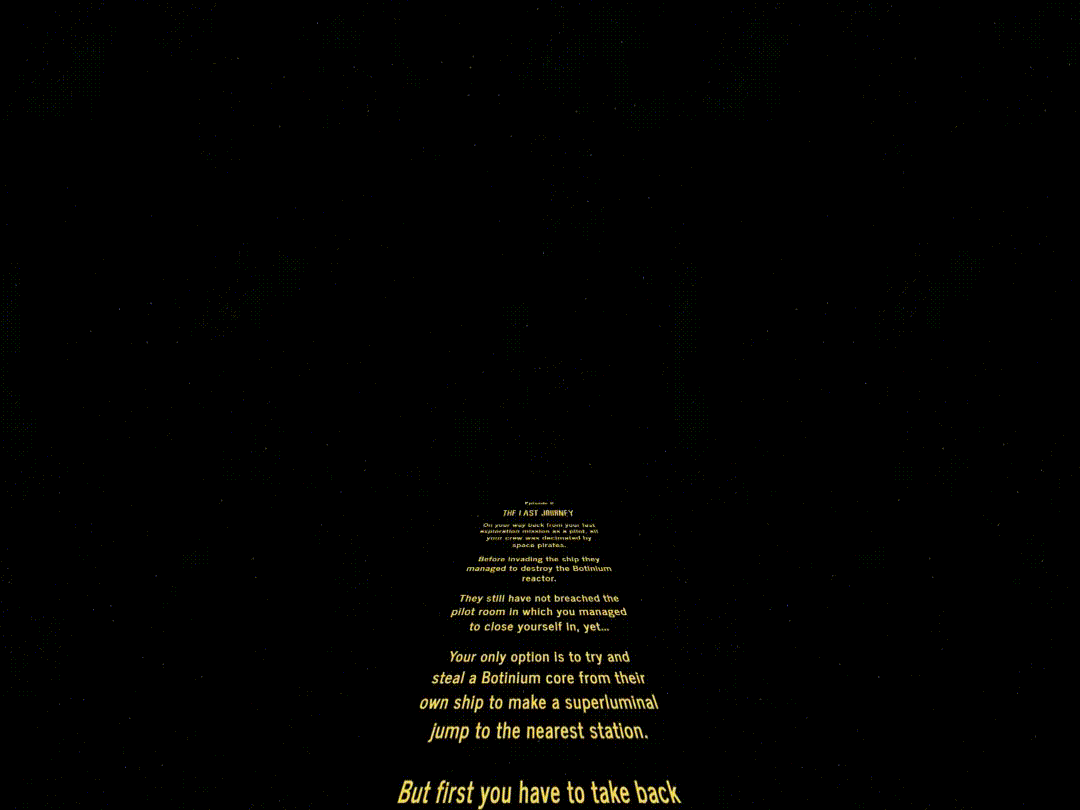 THE LAST JOURNEY
On your way back from your last
exploration mission as a pilot, all
your crew was decimated by
space pirates.
Before invading the ship they
managed to destroy the Botinium
reactor.
They still have not breached the
pilot room in which you managed
to close yourself in, yet...
Your only option is to try and
steal a Botinium core from their
own ship to make a superluminal
jump to the nearest station.
But first you have to take back